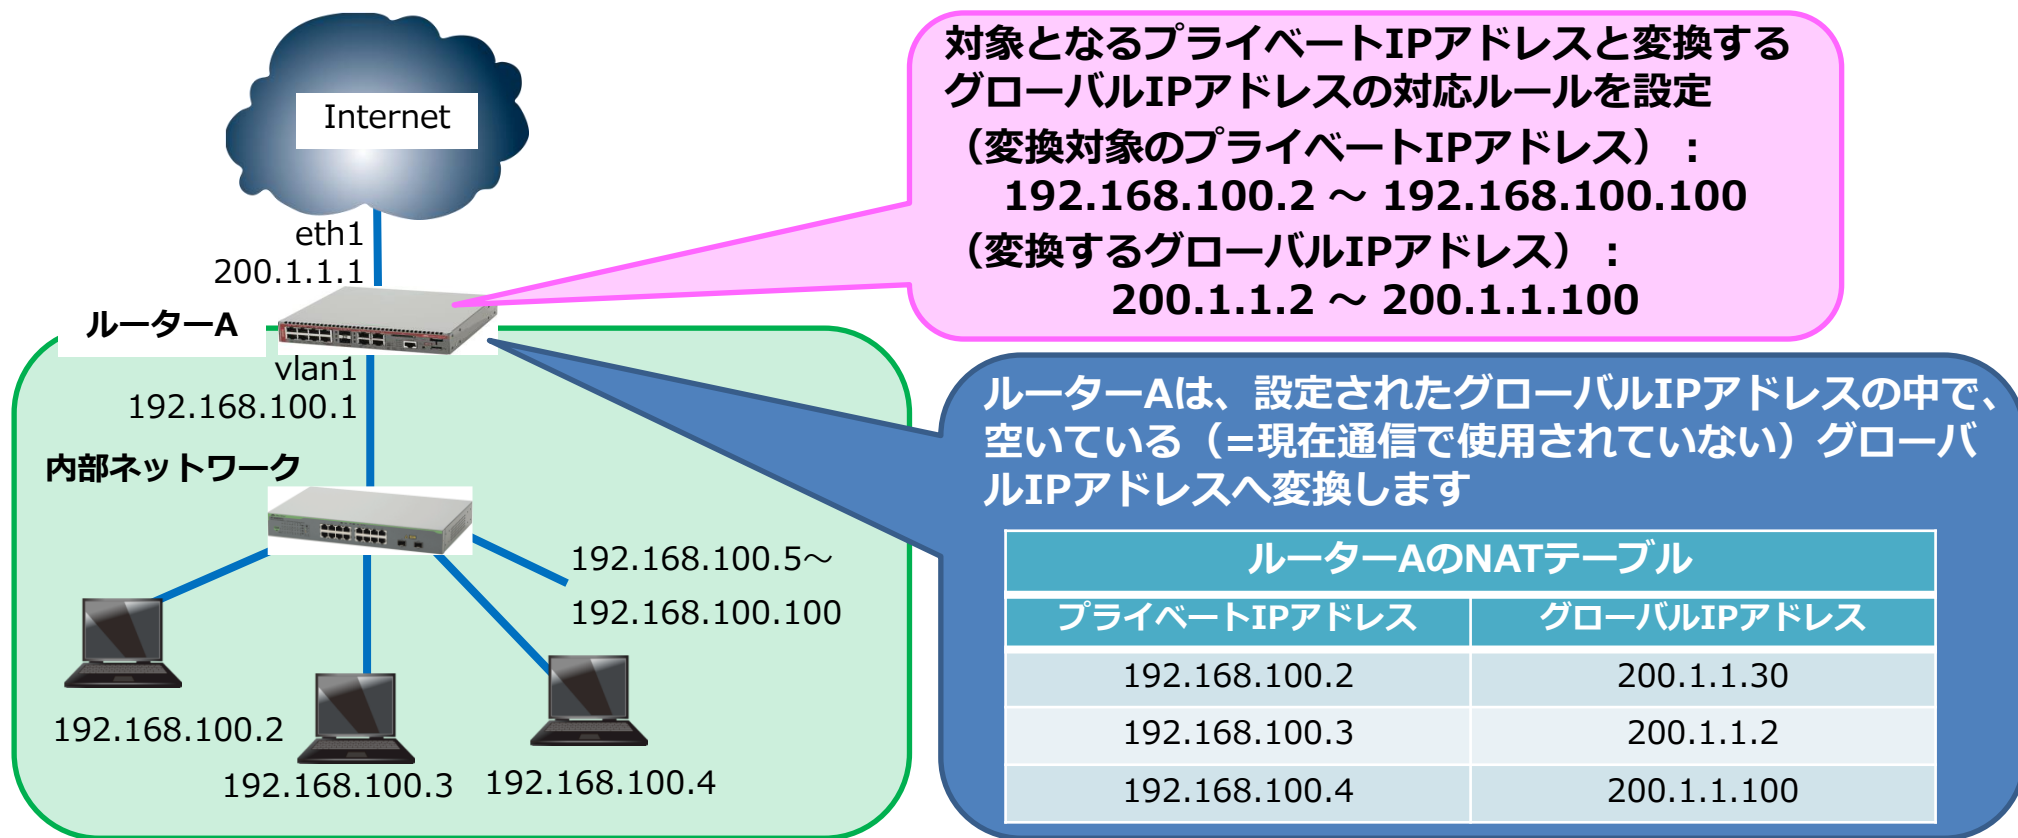 Internet
eth1
200.1.1.1
ルーターA
vlan1
192.168.100.1
内部ネットワーク
192.168.100.5～
192.168.100.100
192.168.100.2
192.168.100.3
192.168.100.4
対象となるプライベートIPアドレスと変換する
グローバルIPアドレスの対応ルールを設定
（変換対象のプライベートIPアドレス）：
192.168.100.2 ～ 192.168.100.100
（変換するグローバルIPアドレス）：
200.1.1.2 ～ 200.1.1.100
ルーターAは、設定されたグローバルIPアドレスの中で、
空いている（=現在通信で使用されていない）グローバ
ルIPアドレスへ変換します
ルーターAのNATテーブル
プライベートIPアドレス グローバルIPアドレス
192.168.100.2 200.1.1.30
192.168.100.3 200.1.1.2
192.168.100.4 200.1.1.100